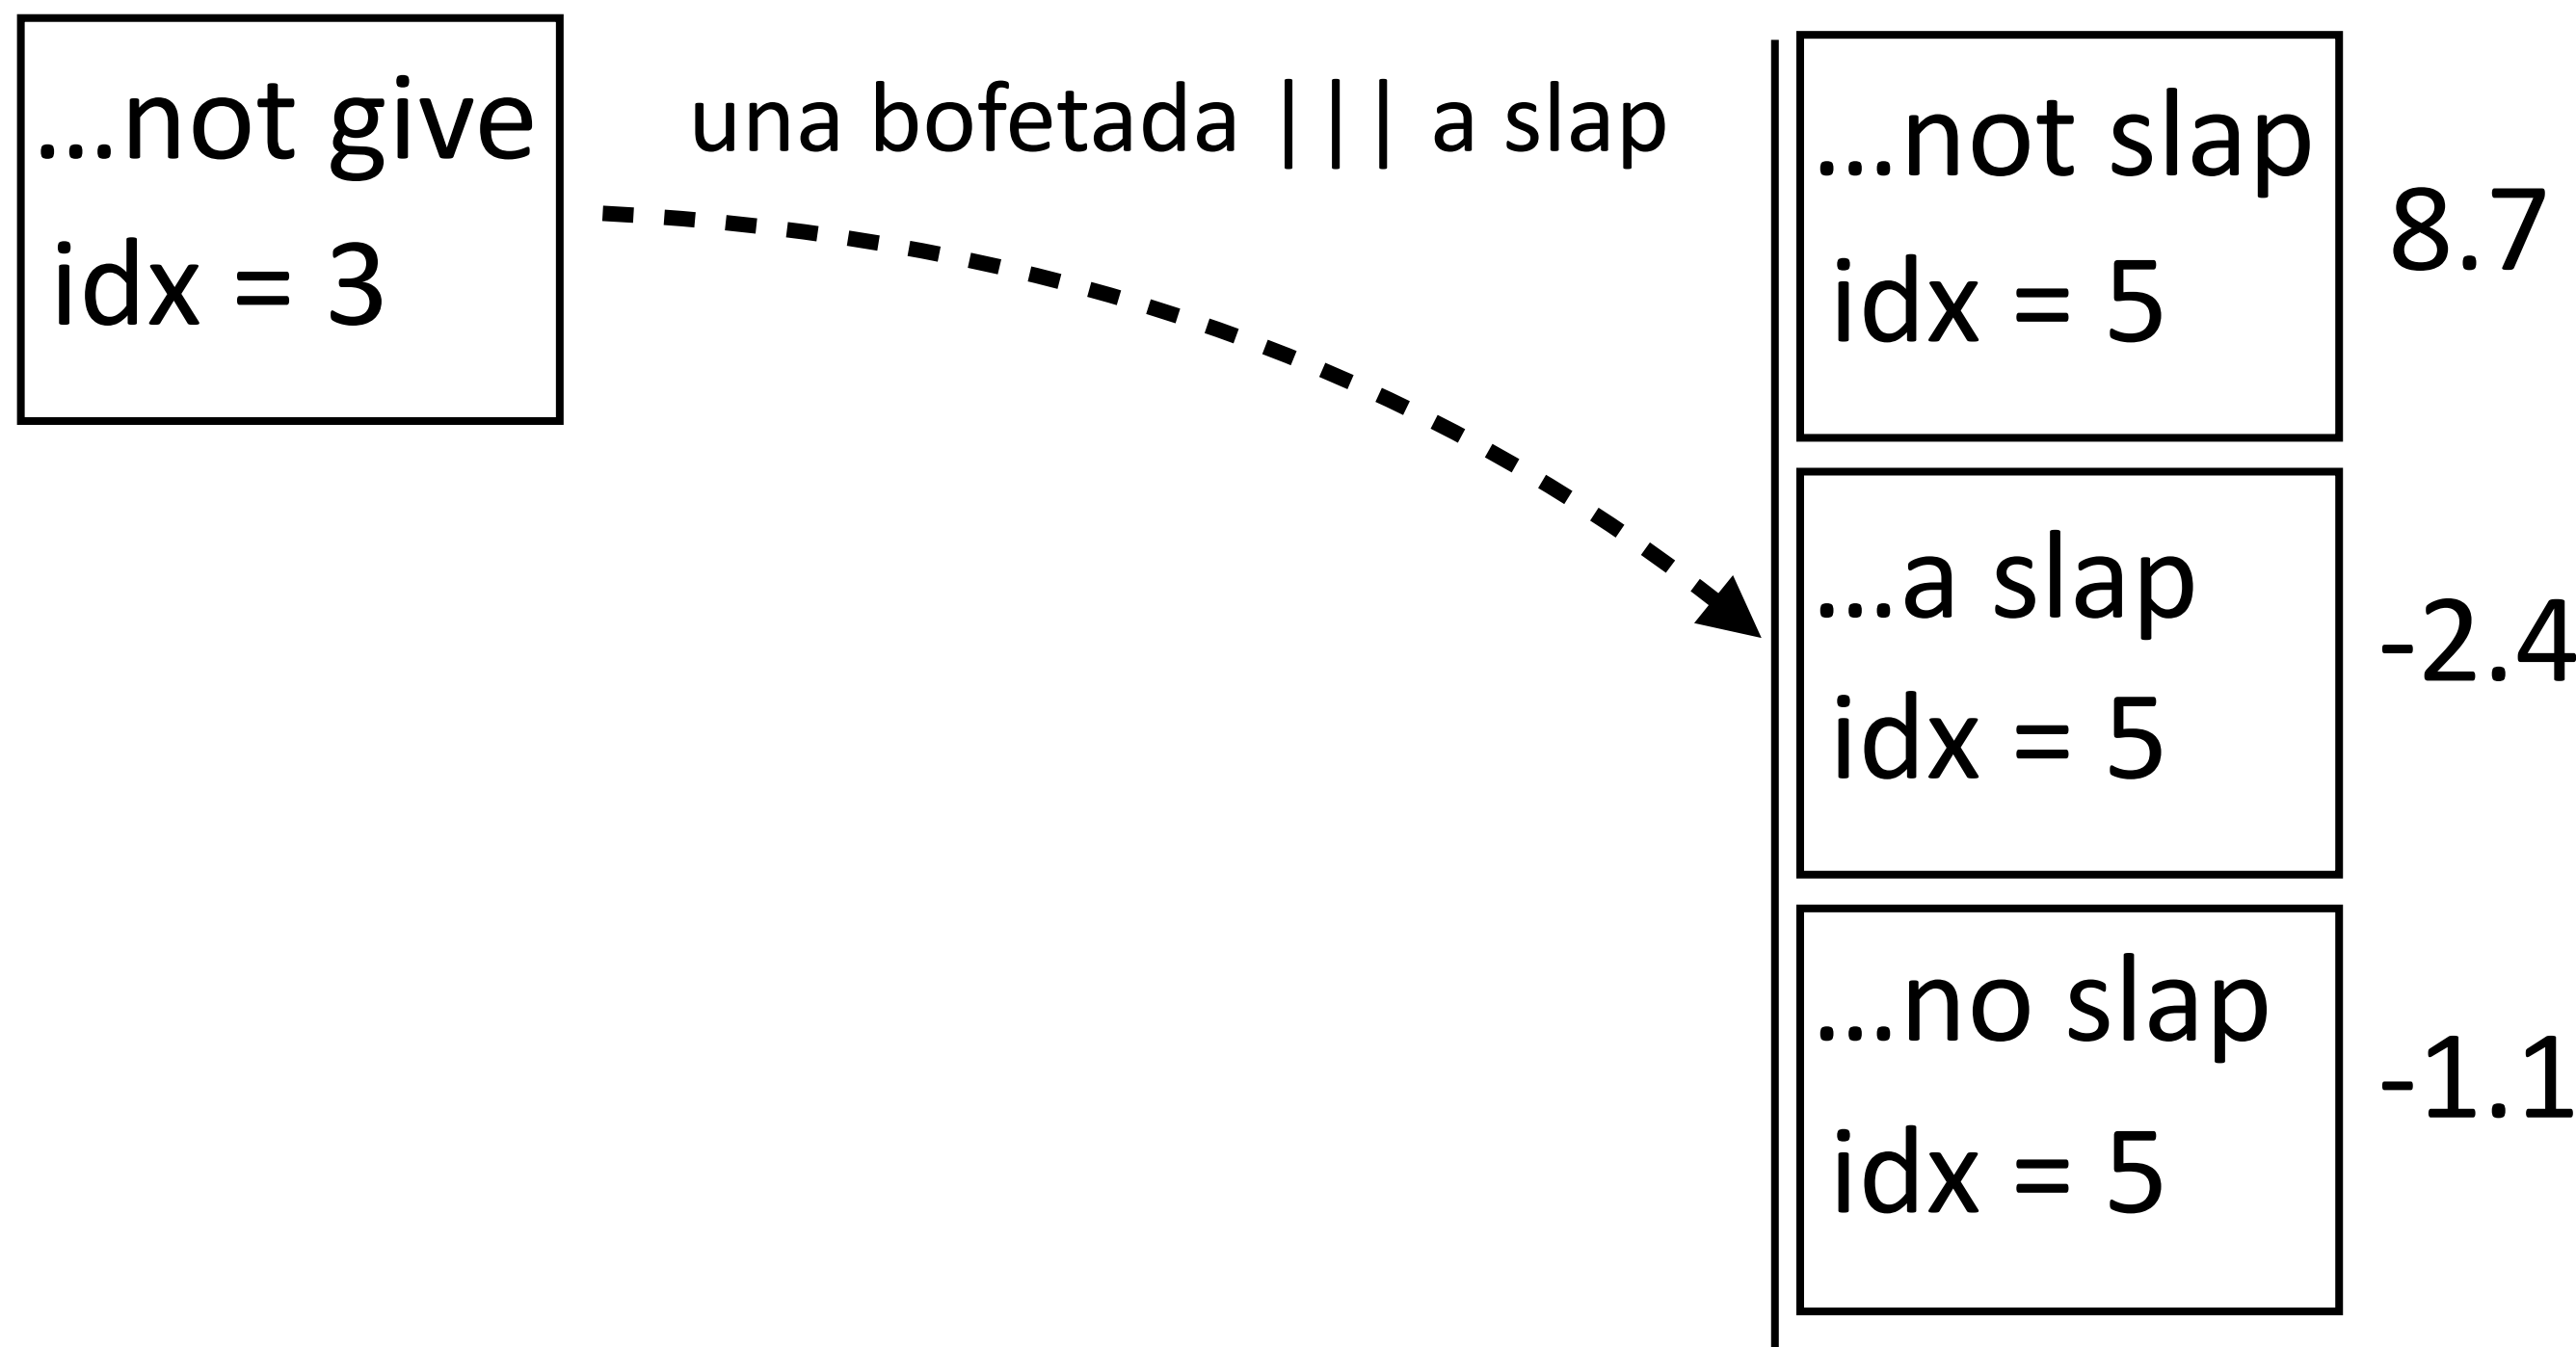 ...not give
idx = 3
una bofetada ||| a slap
...not slap
idx = 5
8.7
...a slap
idx = 5
-2.4
...no slap
idx = 5
-1.1